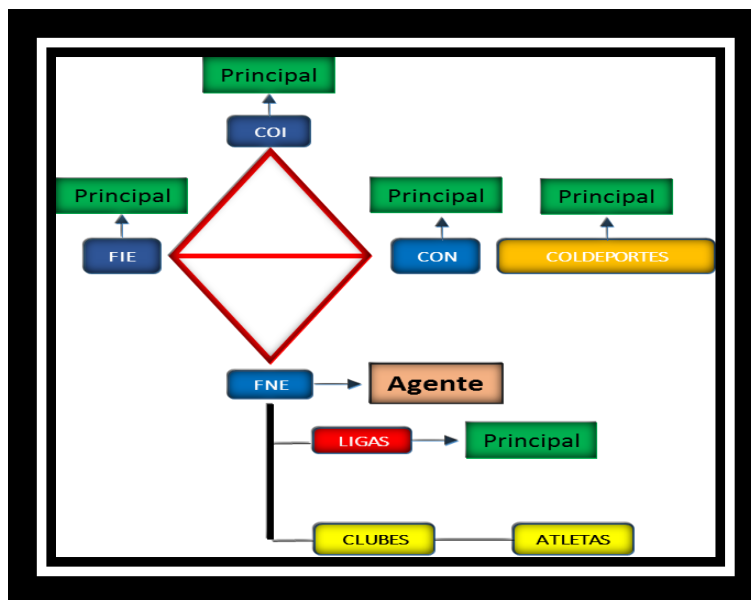 Principal
COI
Principal
Principal
Principal
FIE
CON
COLDEPORTES
FNE
Agente
LIGAS
Principal
CLUBES
ATLETAS